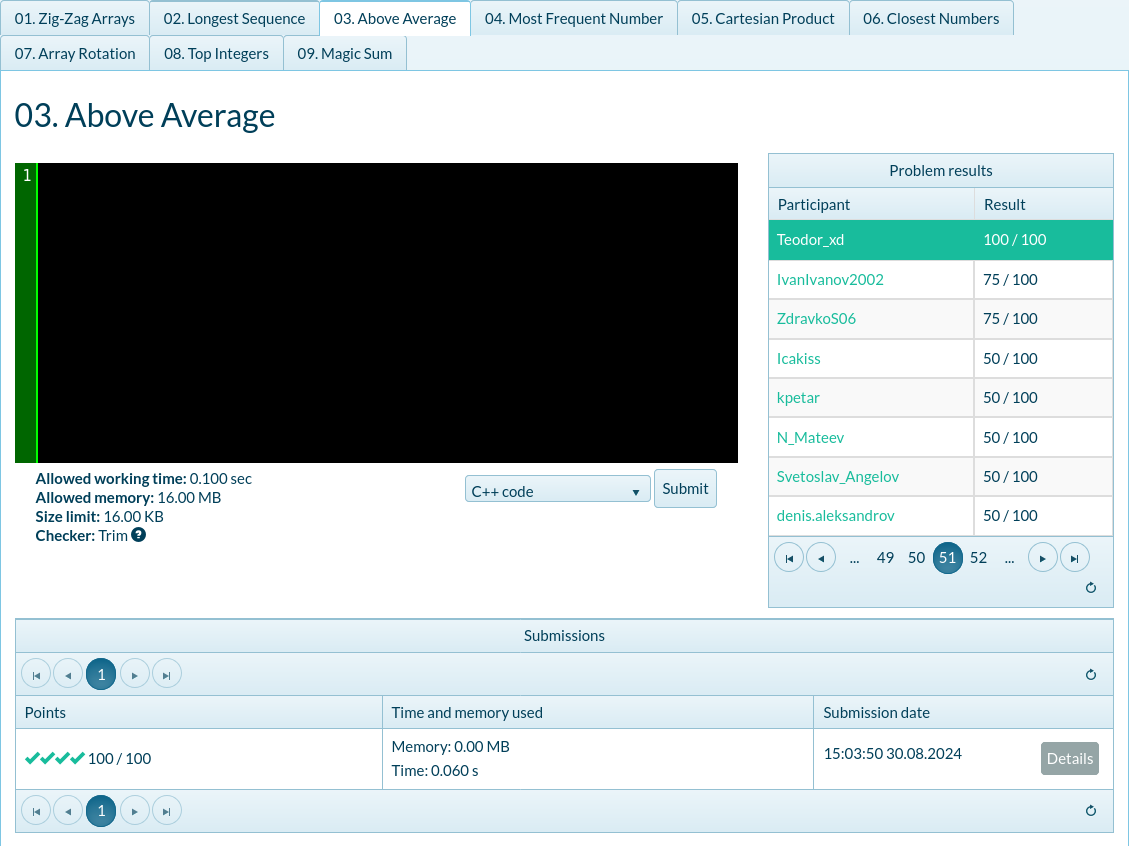 01. Zig-Zag Arrays
02. Longest Sequence
03. Above Average
04. Most Frequent Number
05. Cartesian Product
06. Closest Numbers
07. Array Rotation
08. Top Integers
09. Magic Sum
03. Above Average
1
Allowed working time: 0.100 sec
Allowed memory: 16.00 MB
Size limit: 16.00 KB
Checker: Trim ?
C++ code
Submit
Problem results
Participant Result
Teodor_xd 100 / 100
IvanIvanov2002 75 / 100
ZdravkoS06 75 / 100
Icakiss 50 / 100
kpetar 50 / 100
N_Mateev 50 / 100
Svetoslav_Angelov 50 / 100
denis.aleksandrov 50 / 100
... 49 50 51 52 ...
Submissions
1
Points Time and memory used Submission date
100 / 100
Memory: 0.00 MB
Time: 0.060 s
15:03:50 30.08.2024
Details
1